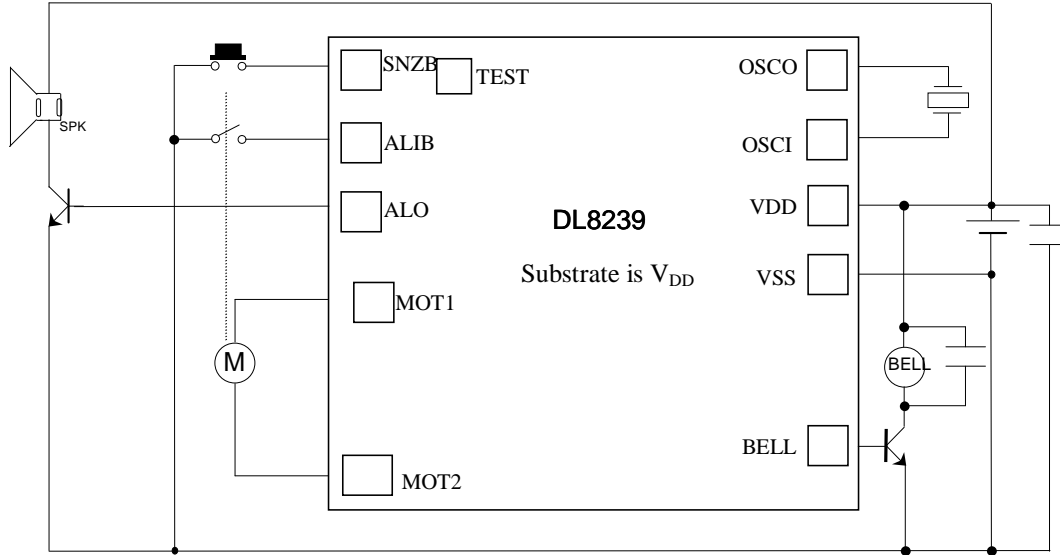 SNZB
TEST
OSCO
SPK
ALIB
OSCI
ALO
DL8239
VDD
Substrate is VDD
VSS
MOT1
M
BELL
BELL
MOT2